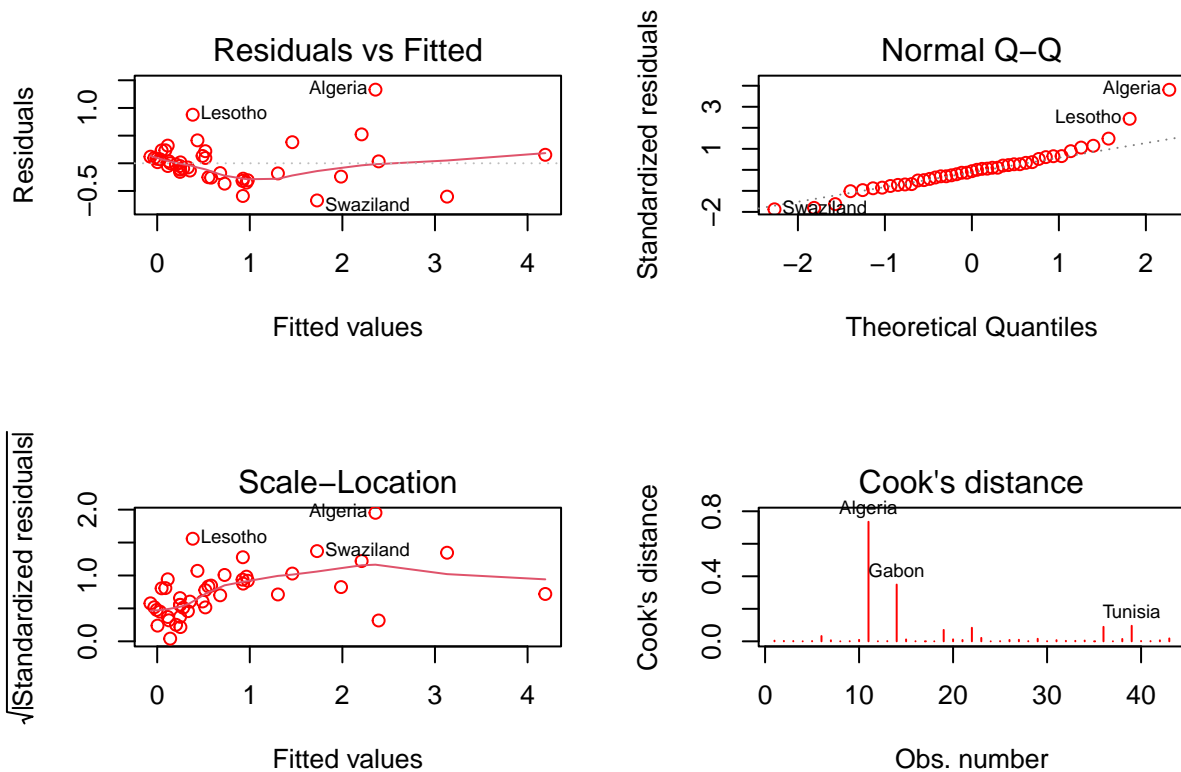 Residuals vs Fitted
Residuals
1.0
−0.5
Algeria
Lesotho
Swaziland
0 1 2 3 4
Fitted values
Normal Q−Q
Standardized residuals
3
1
−2
Algeria
Lesotho
Swaziland
−2 −1 0 1 2
Theoretical Quantiles
Scale−Location
√|Standardized residuals|
2.0
1.0
0.0
Algeria
Lesotho
Swaziland
0 1 2 3 4
Fitted values
Cook's distance
Cook's distance
0.8
0.4
0.0
Algeria
Gabon
Tunisia
0 10 20 30 40
Obs. number